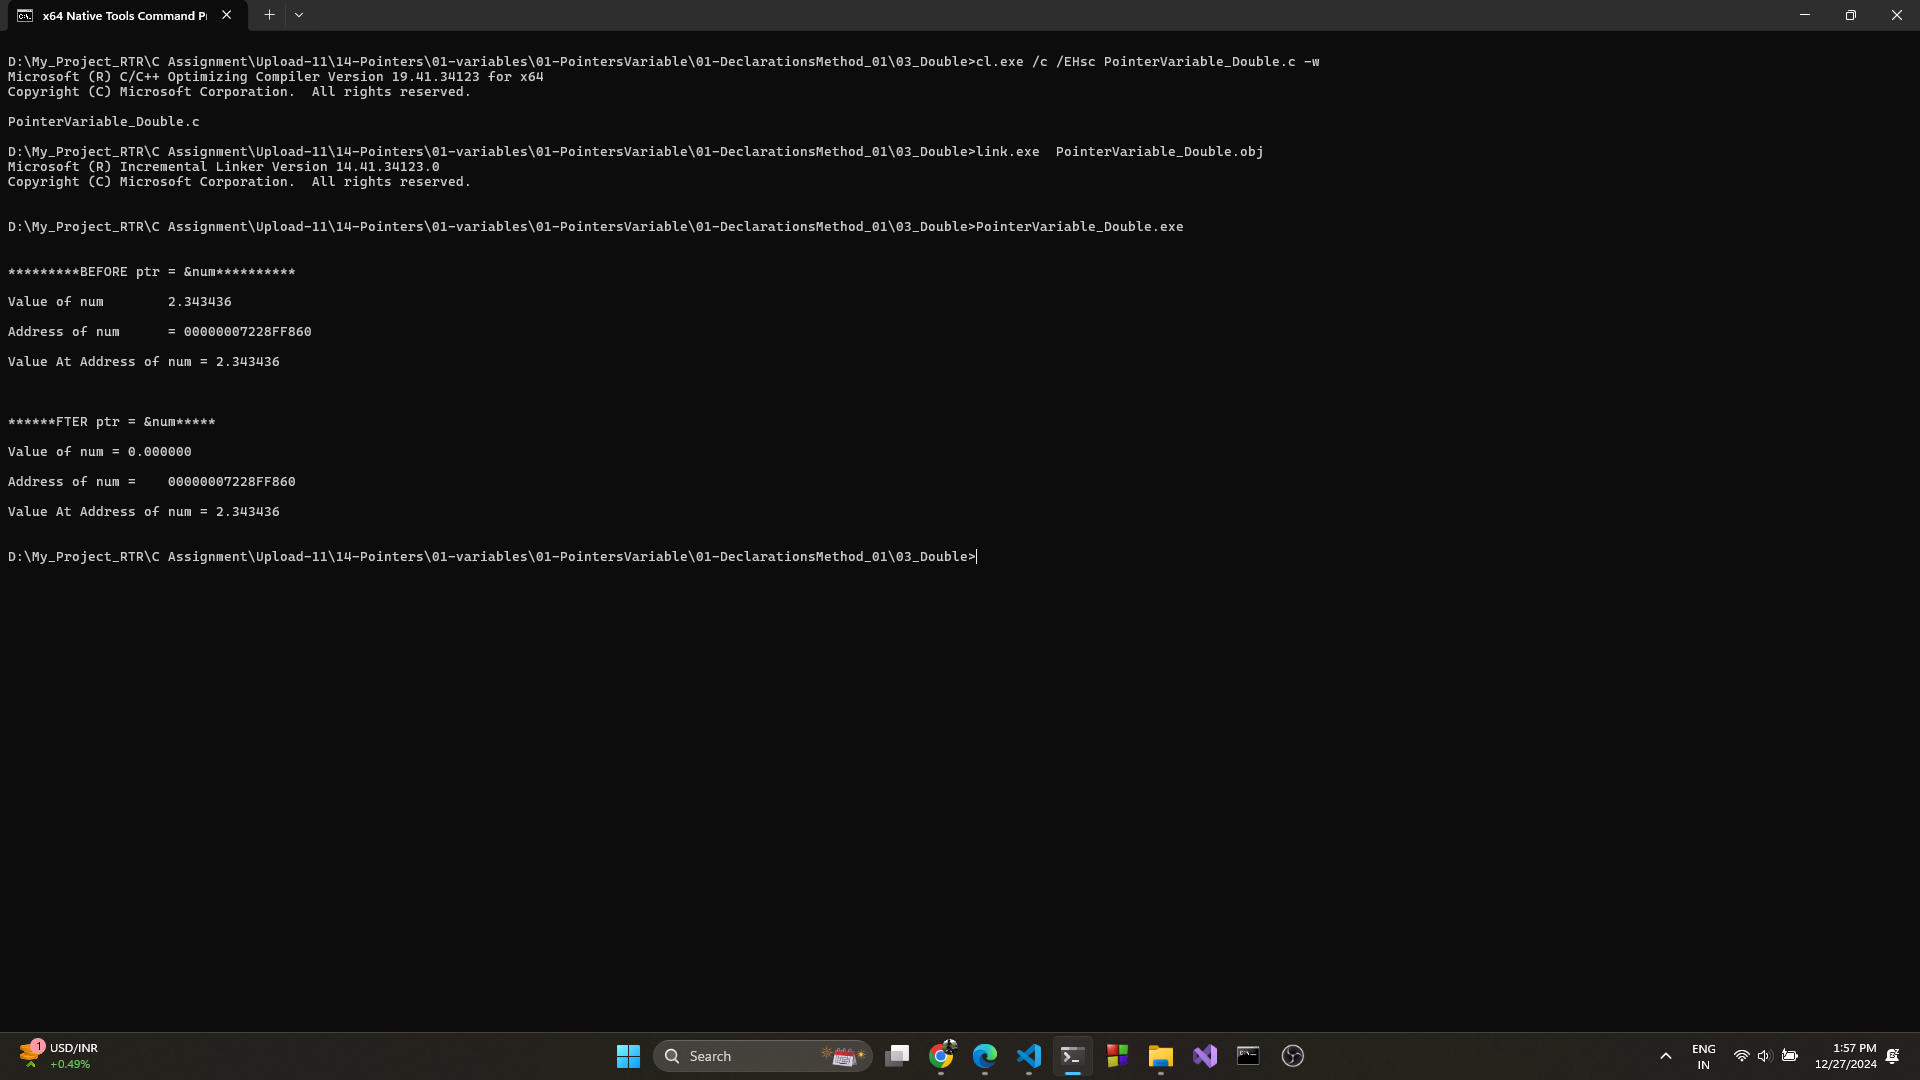 x64 Native Tools Command P
D:\My_Project_RTR\C Assignment\Upload-11\14-Pointers\01-variables\01-PointersVariable\01-DeclarationsMethod_01\03_Double>cl.exe /c /EHsc PointerVariable_Double.c -w
Microsoft (R) C/C++ Optimizing Compiler Version 19.41.34123 for x64
Copyright (C) Microsoft Corporation.  All rights reserved.
PointerVariable_Double.c
D:\My_Project_RTR\C Assignment\Upload-11\14-Pointers\01-variables\01-PointersVariable\01-DeclarationsMethod_01\03_Double>link.exe  PointerVariable_Double.obj
Microsoft (R) Incremental Linker Version 14.41.34123.0
Copyright (C) Microsoft Corporation.  All rights reserved.
D:\My_Project_RTR\C Assignment\Upload-11\14-Pointers\01-variables\01-PointersVariable\01-DeclarationsMethod_01\03_Double>PointerVariable_Double.exe
*********BEFORE ptr = &num**********
Value of num        2.343436
Address of num      = 00000007228FF860
Value At Address of num = 2.343436
******FTER ptr = &num*****
Value of num = 0.000000
Address of num =    00000007228FF860
Value At Address of num = 2.343436
D:\My_Project_RTR\C Assignment\Upload-11\14-Pointers\01-variables\01-PointersVariable\01-DeclarationsMethod_01\03_Double>
1
USD/INR
+0.49%
Search
ENG
IN
1:57 PM
12/27/2024